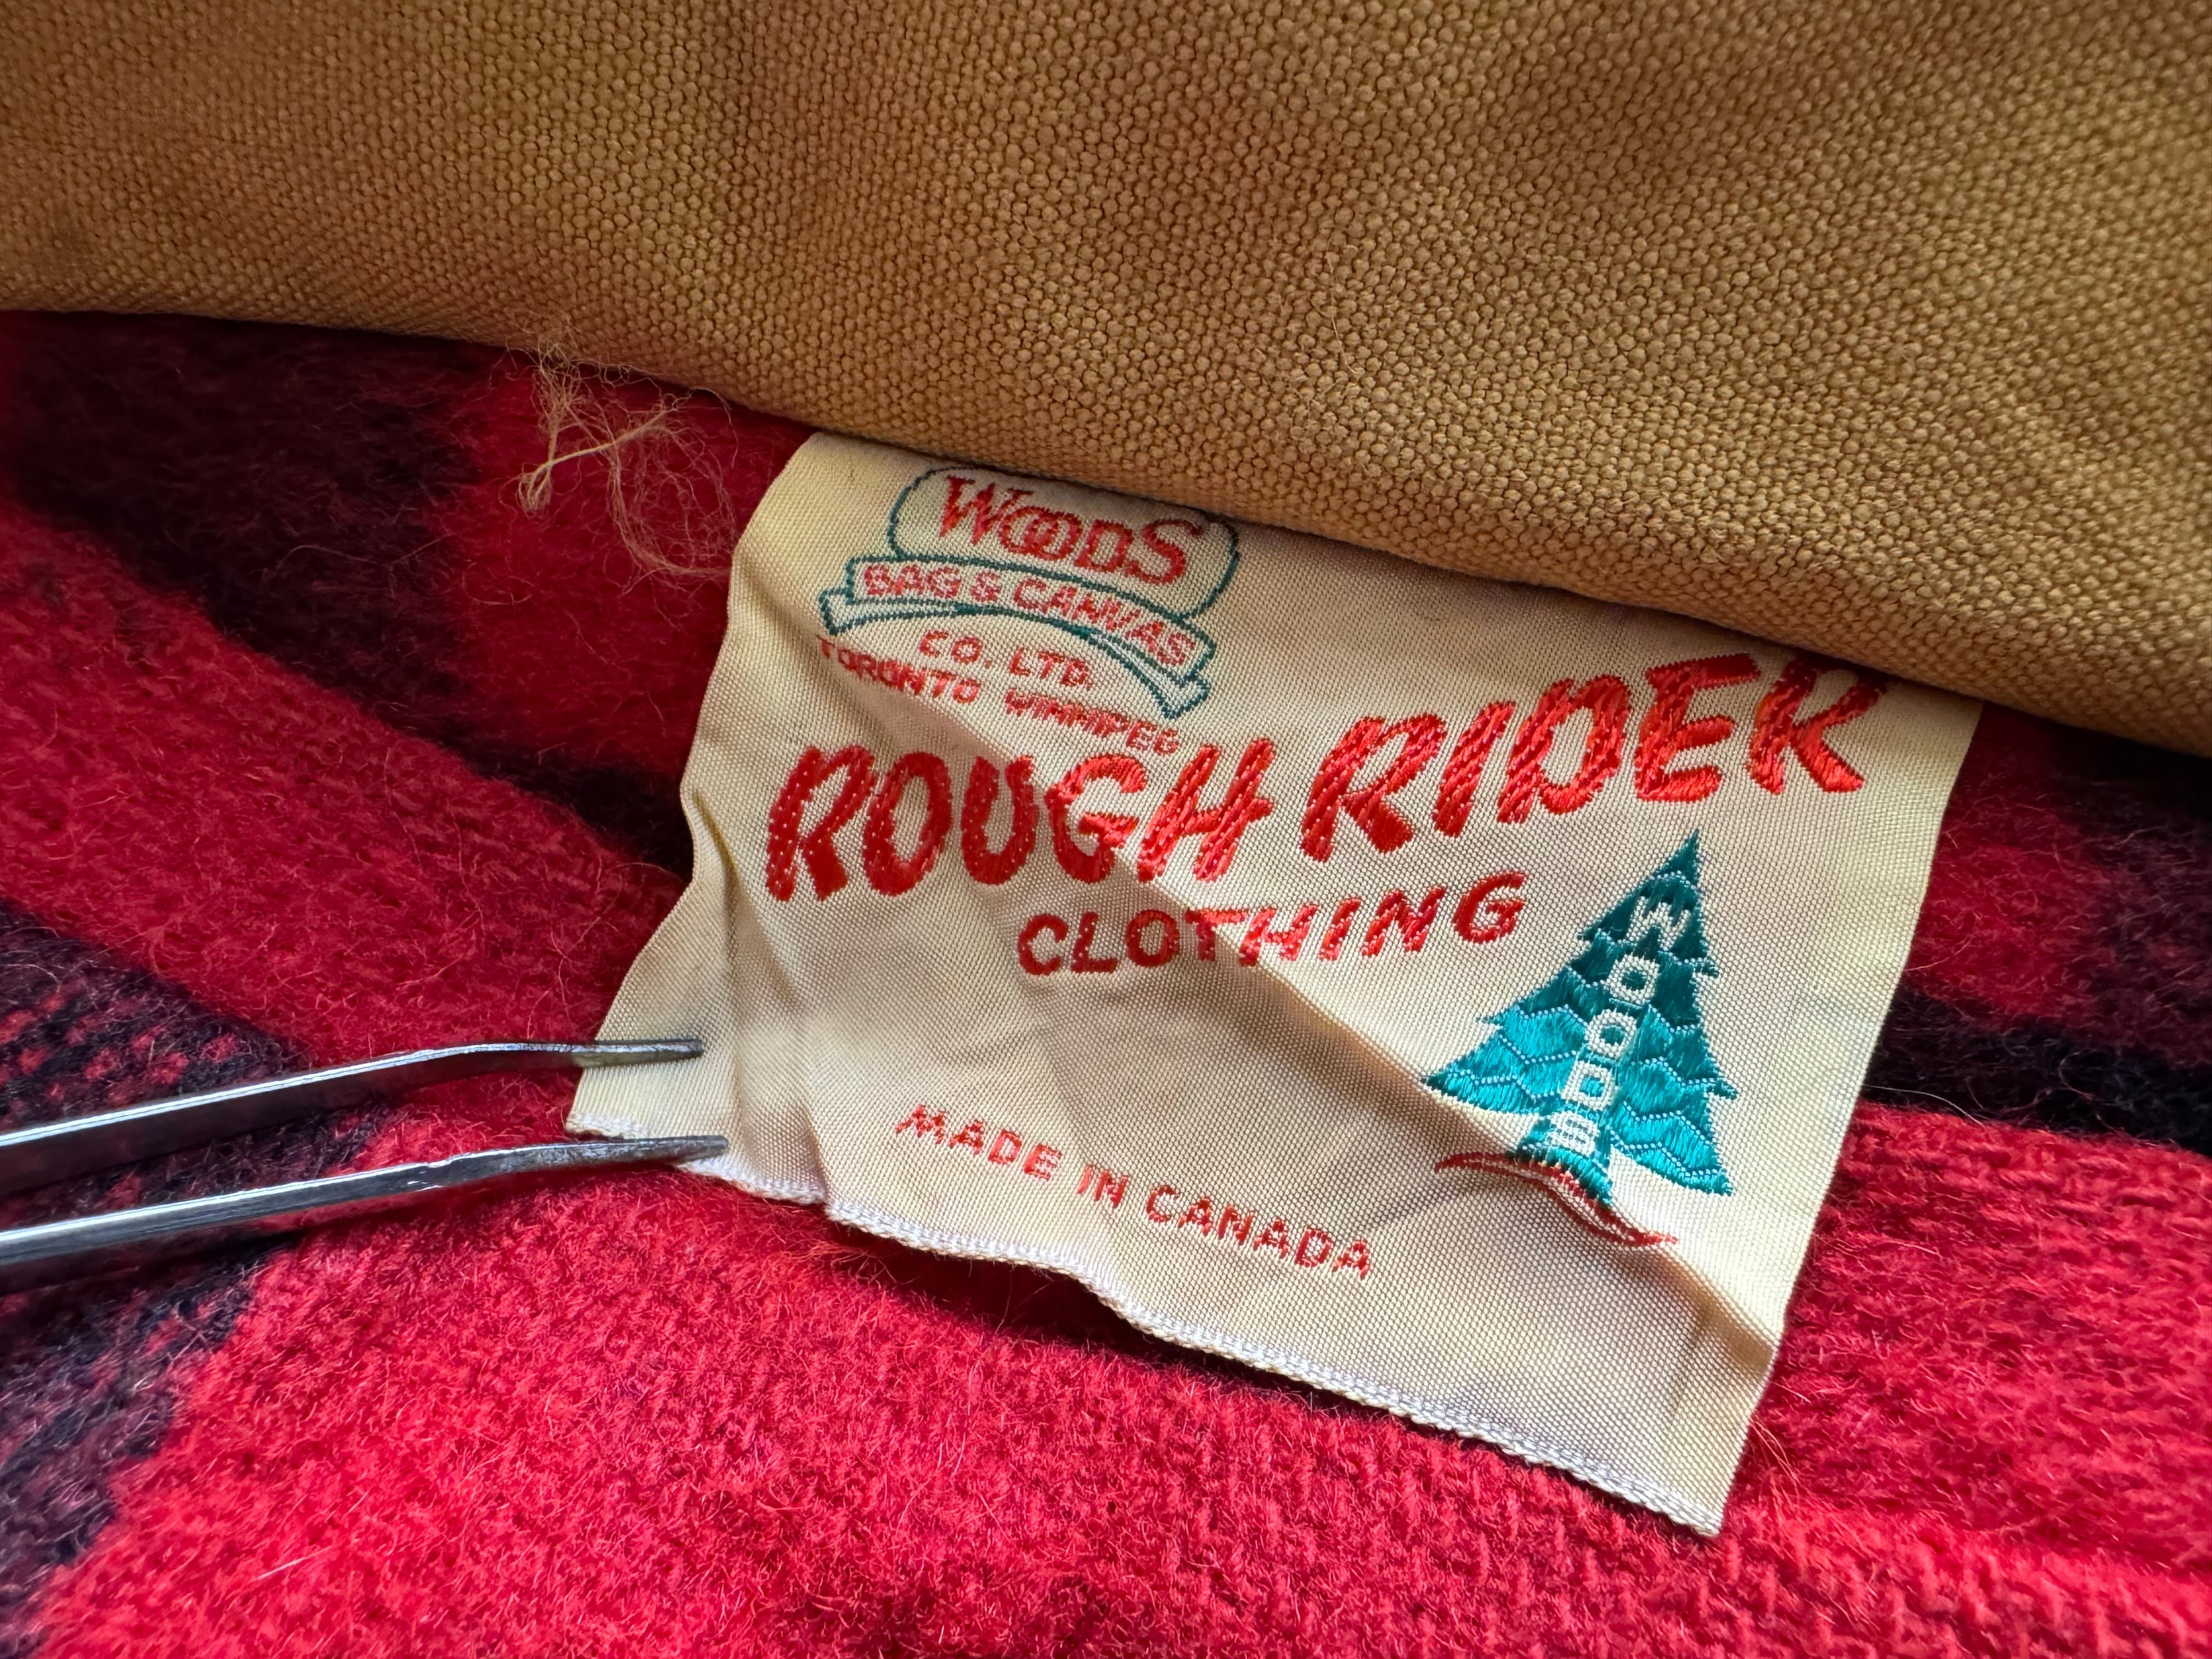 WOODS
BAG & CANVAS
CO. LTD.
TORONTO WINNIPEG
ROUGH RIDER
CLOTHING
WOODS
MADE IN CANADA